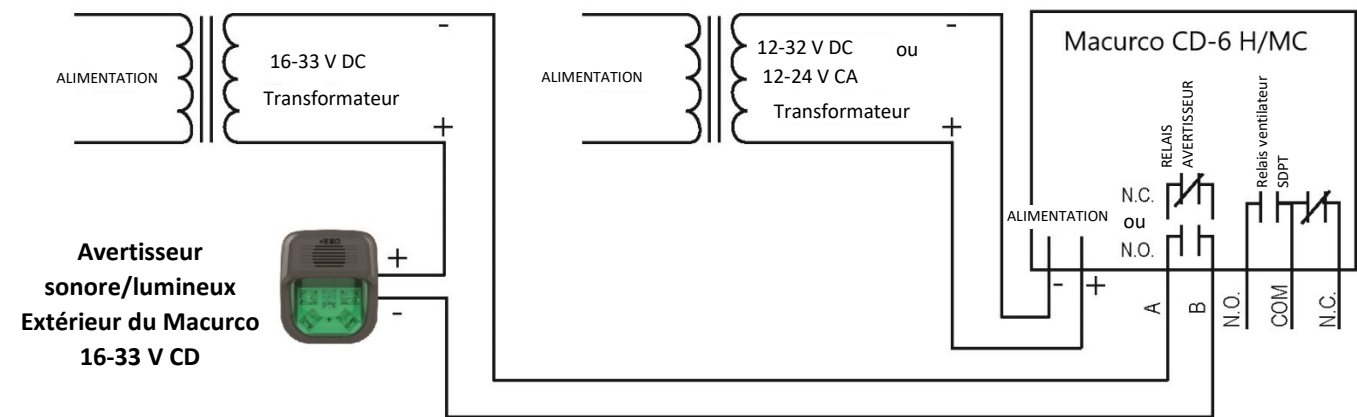 ALIMENTATION
16-33 V DC
Transformateur
-
+
ALIMENTATION
12-32 V DC ou
12-24 V CA
Transformateur
-
+
Macurco CD-6 H/MC
RELAIS
AVERTISSEUR
Relais ventilateur
SDPT
N.C.
ou
N.O.
ALIMENTATION
- +
A
B
N.O.
COM
N.C.
Avertisseur
sonore/lumineux
Extérieur du Macurco
16-33 V CD
+
-